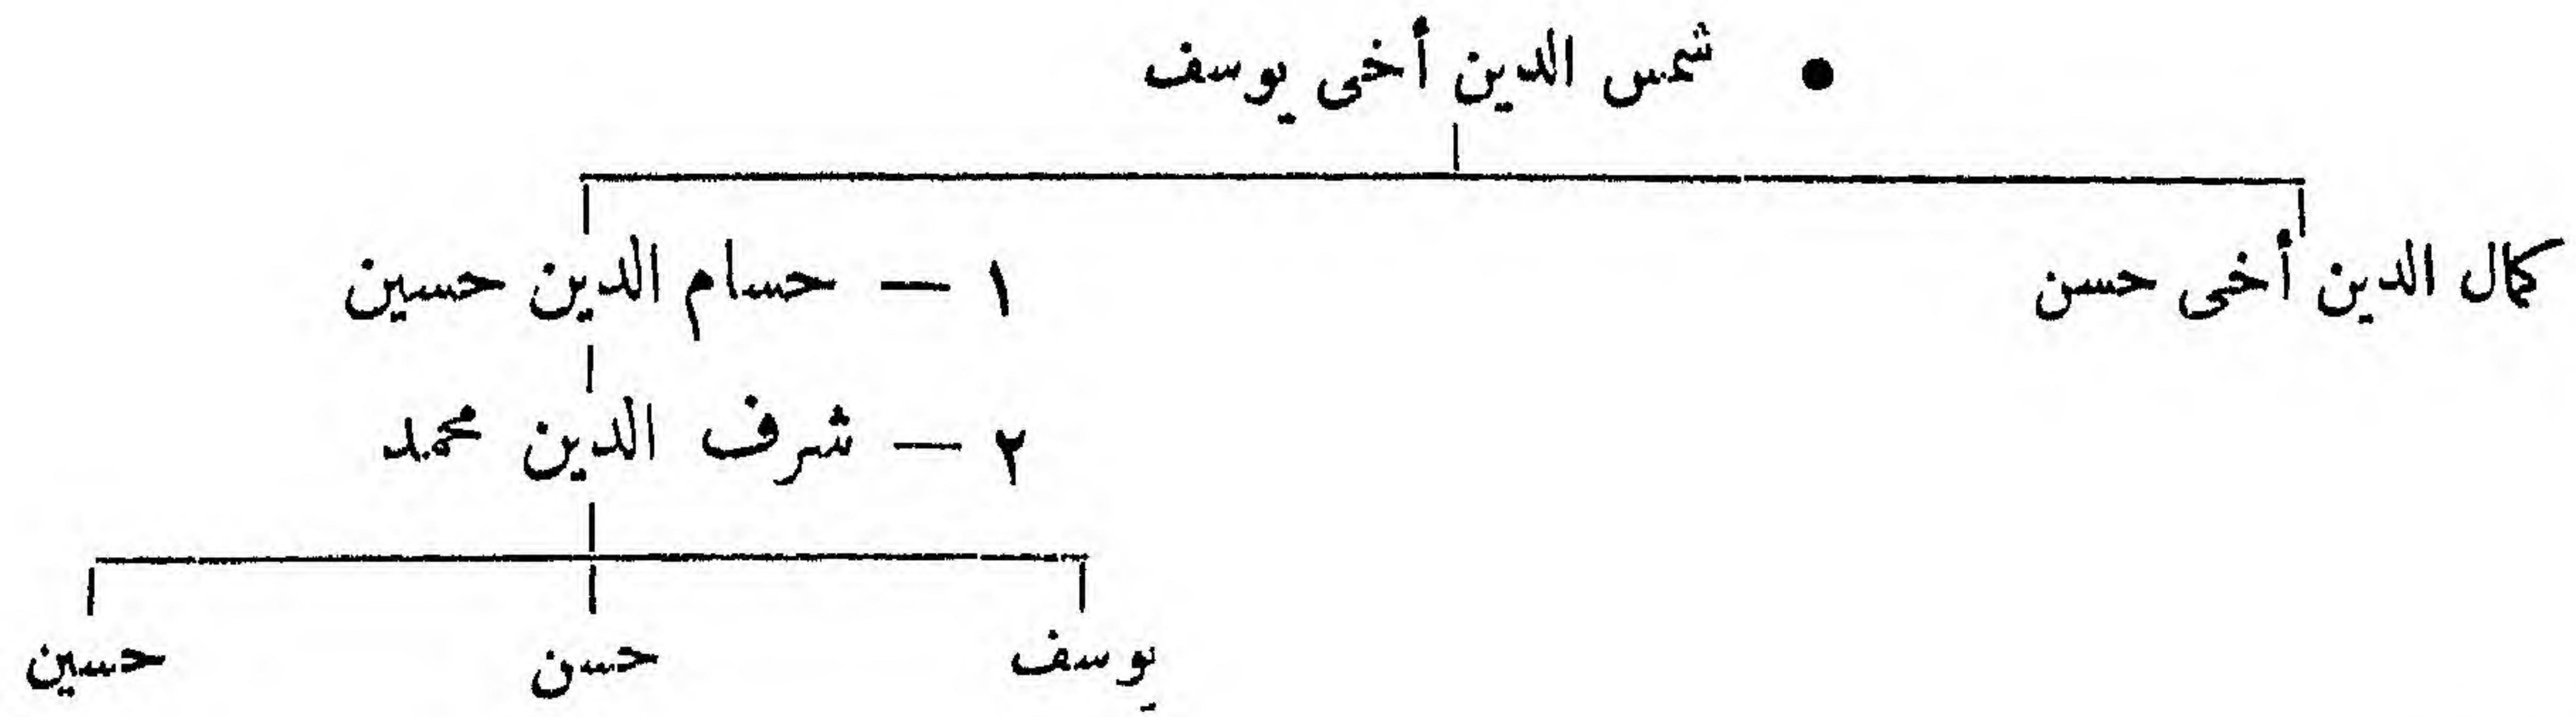 • شمس الدين أخى يوسف
كمال الدين أخى حسن
١ — حسام الدين حسين
٢ — شرف الدين محمد
يوسف حسن حسين